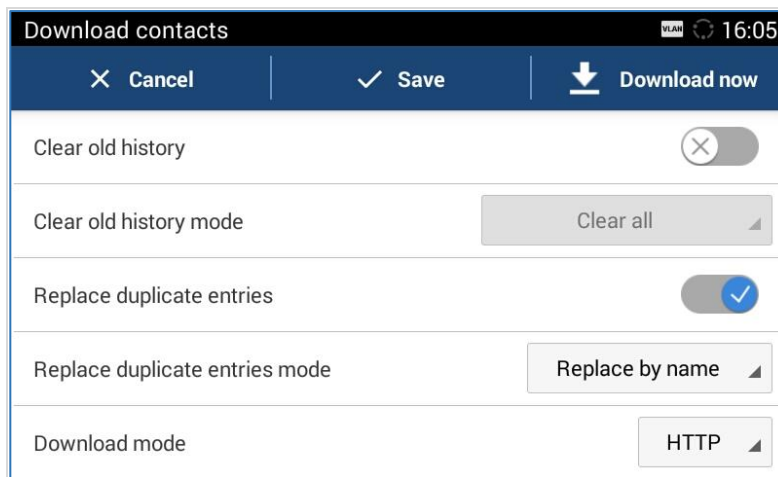 Download contacts VLAN 16:05
Cancel Save Download now
Clear old history
Clear old history mode Clear all
Replace duplicate entries
Replace duplicate entries mode Replace by name
Download mode HTTP